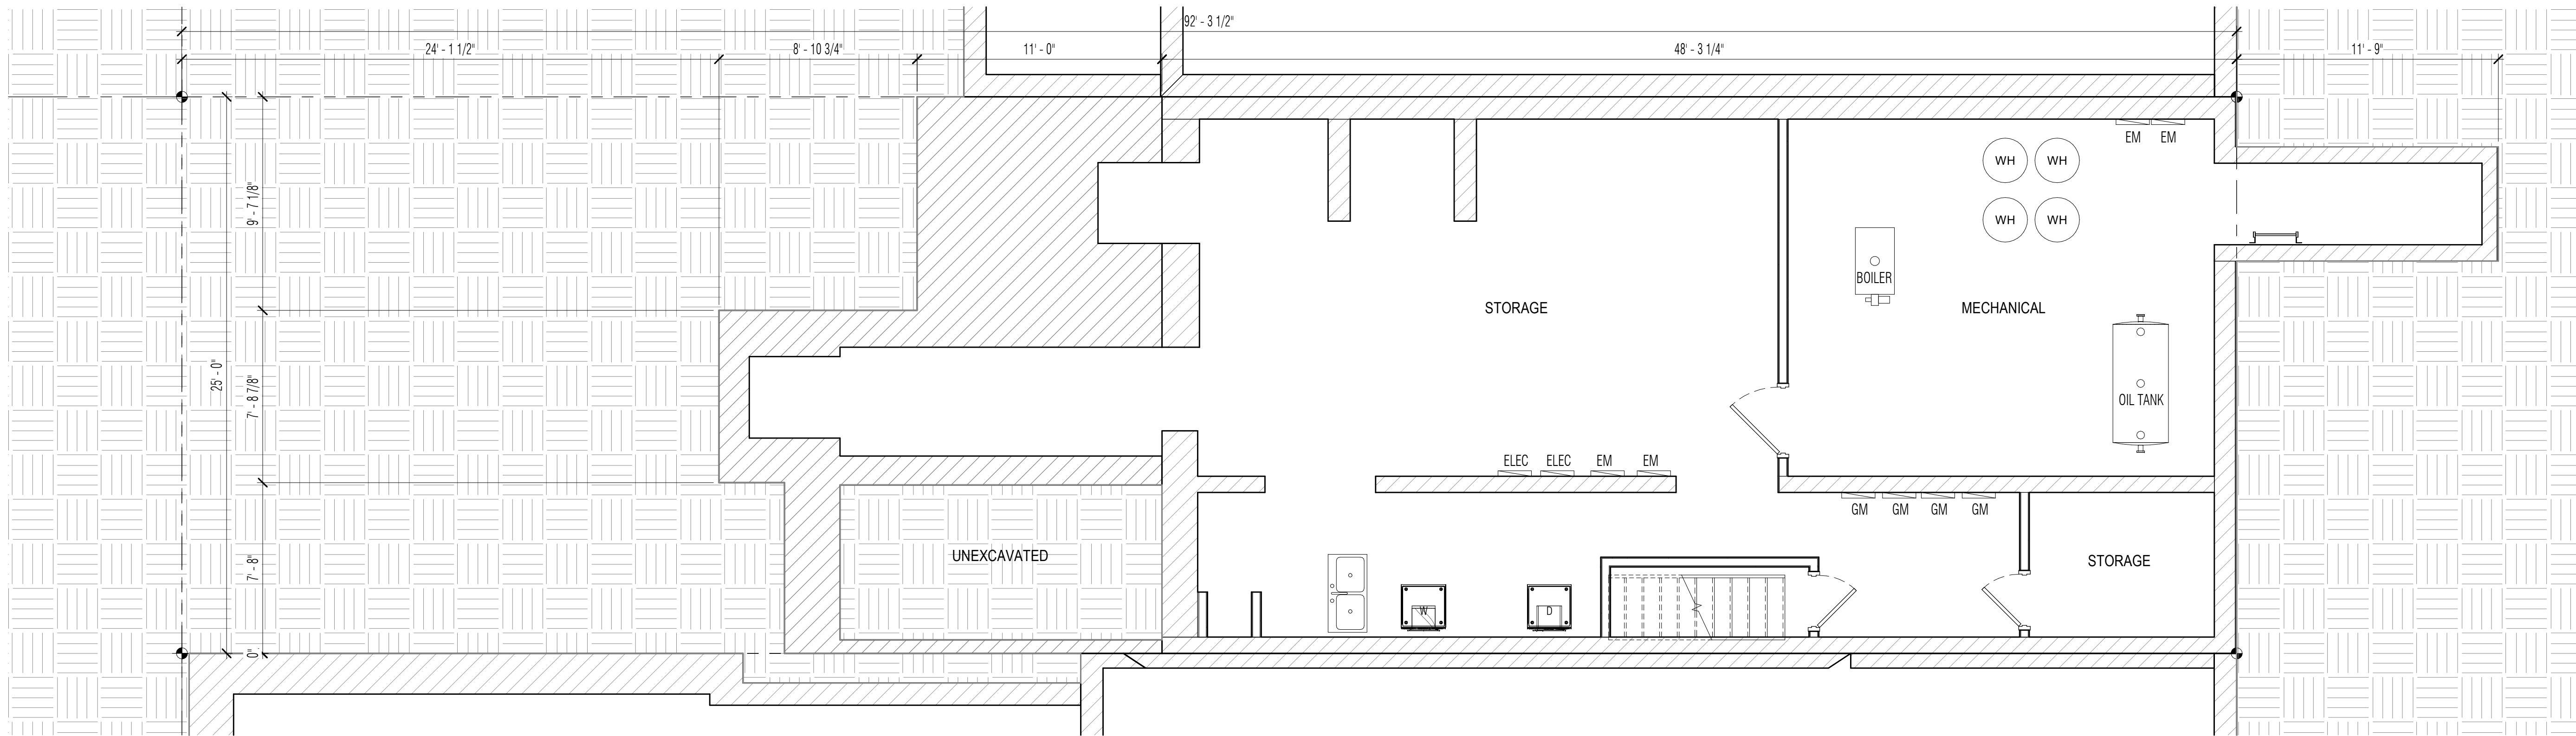 92' - 3 1/2"
24' - 1 1/2"
8' - 10 3/4"
11' - 0"
48' - 3 1/4"
11' - 9"
EM
EM
WH
WH
9' - 7 1/8"
WH
WH
BOILER
STORAGE
MECHANICAL
25' - 0"
7' - 8 7/8"
OIL TANK
ELEC
ELEC
EM
EM
GM
GM
GM
GM
UNEXCAVATED
STORAGE
7' - 8"
W
D
0"